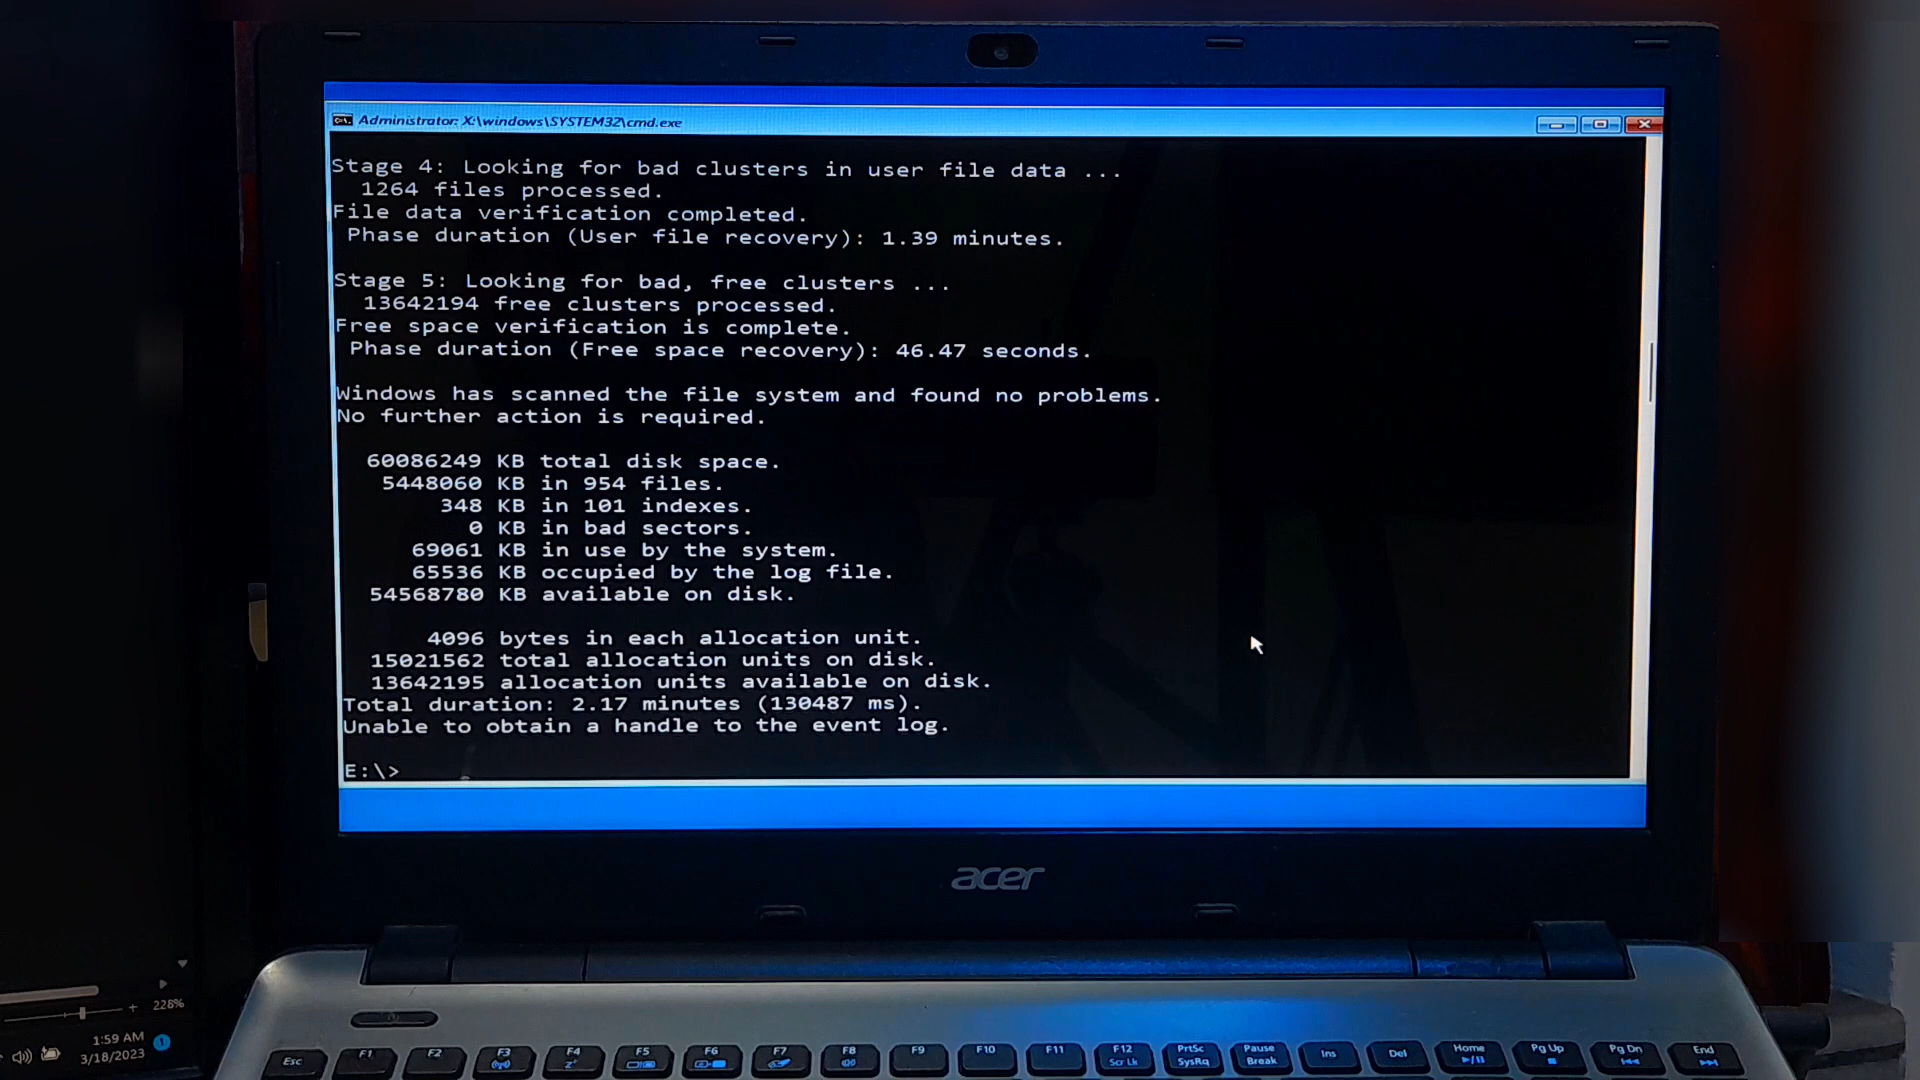 Administrator: X:\windows\SYSTEM32\cmd.exe
Stage 4: Looking for bad clusters in user file data ...
1264 files processed.
File data verification completed.
Phase duration (User file recovery): 1.39 minutes.
Stage 5: Looking for bad, free clusters ...
13642194 free clusters processed.
Free space verification is complete.
Phase duration (Free space recovery): 46.47 seconds.
Windows has scanned the file system and found no problems.
No further action is required.
60086249 KB total disk space.
5448060 KB in 954 files.
348 KB in 101 indexes.
0 KB in bad sectors.
69061 KB in use by the system.
65536 KB occupied by the log file.
54568780 KB available on disk.
4096 bytes in each allocation unit.
15021562 total allocation units on disk.
13642195 allocation units available on disk.
Total duration: 2.17 minutes (130487 ms).
Unable to obtain a handle to the event log.
E:\>
acer
228%
1:59 AM
3/18/2023
1
Esc F1 F2 F3 F4 F5 F6 F7 F8 F9 F10 F11 F12 PrtSc Pause Ins Del Home Pg Up Pg Dn End
Scr Lk SysRq Break